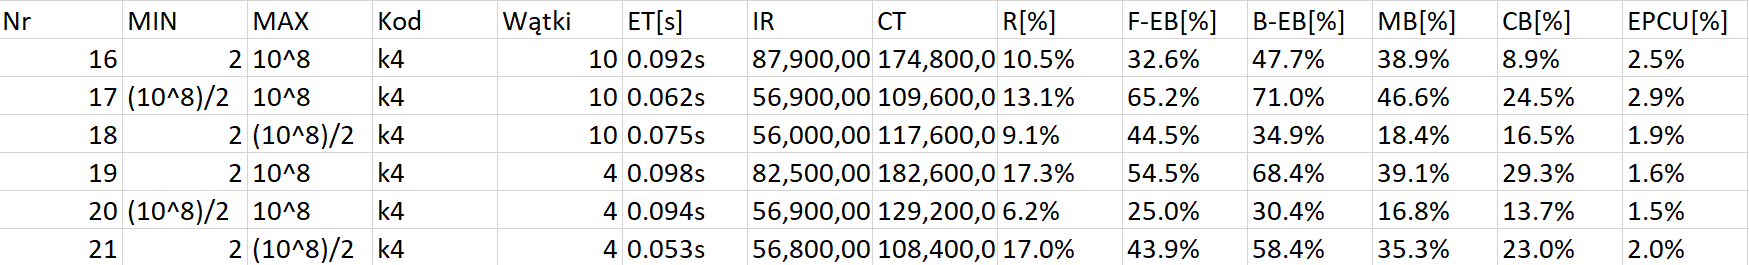 Nr MIN MAX Kod Wątki ET[s] IR CT R[%] F-EB[%] B-EB[%] MB[%] CB[%] EPCU[%]
16 2 10^8 k4 10 0.092s 87,900,00 174,800,0 10.5% 32.6% 47.7% 38.9% 8.9% 2.5%
17 (10^8)/2 10^8 k4 10 0.062s 56,900,00 109,600,0 13.1% 65.2% 71.0% 46.6% 24.5% 2.9%
18 2 (10^8)/2 k4 10 0.075s 56,000,00 117,600,0 9.1% 44.5% 34.9% 18.4% 16.5% 1.9%
19 2 10^8 k4 4 0.098s 82,500,00 182,600,0 17.3% 54.5% 68.4% 39.1% 29.3% 1.6%
20 (10^8)/2 10^8 k4 4 0.094s 56,900,00 129,200,0 6.2% 25.0% 30.4% 16.8% 13.7% 1.5%
21 2 (10^8)/2 k4 4 0.053s 56,800,00 108,400,0 17.0% 43.9% 58.4% 35.3% 23.0% 2.0%